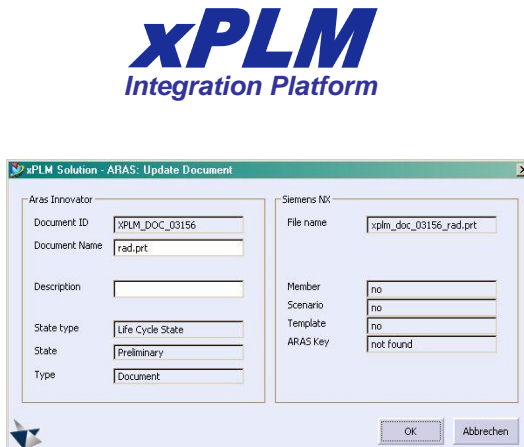 xPLM
Integration Platform
xPLM Solution - ARAS: Update Document
Aras Innovator
Document ID XPLM_DOC_03156
Document Name rad.prt
Description
State type Life Cycle State
State Preliminary
Type Document
Siemens NX
File name xplm_doc_03156_rad.prt
Member no
Scenario no
Template no
ARAS Key not found
OK Abbrechen